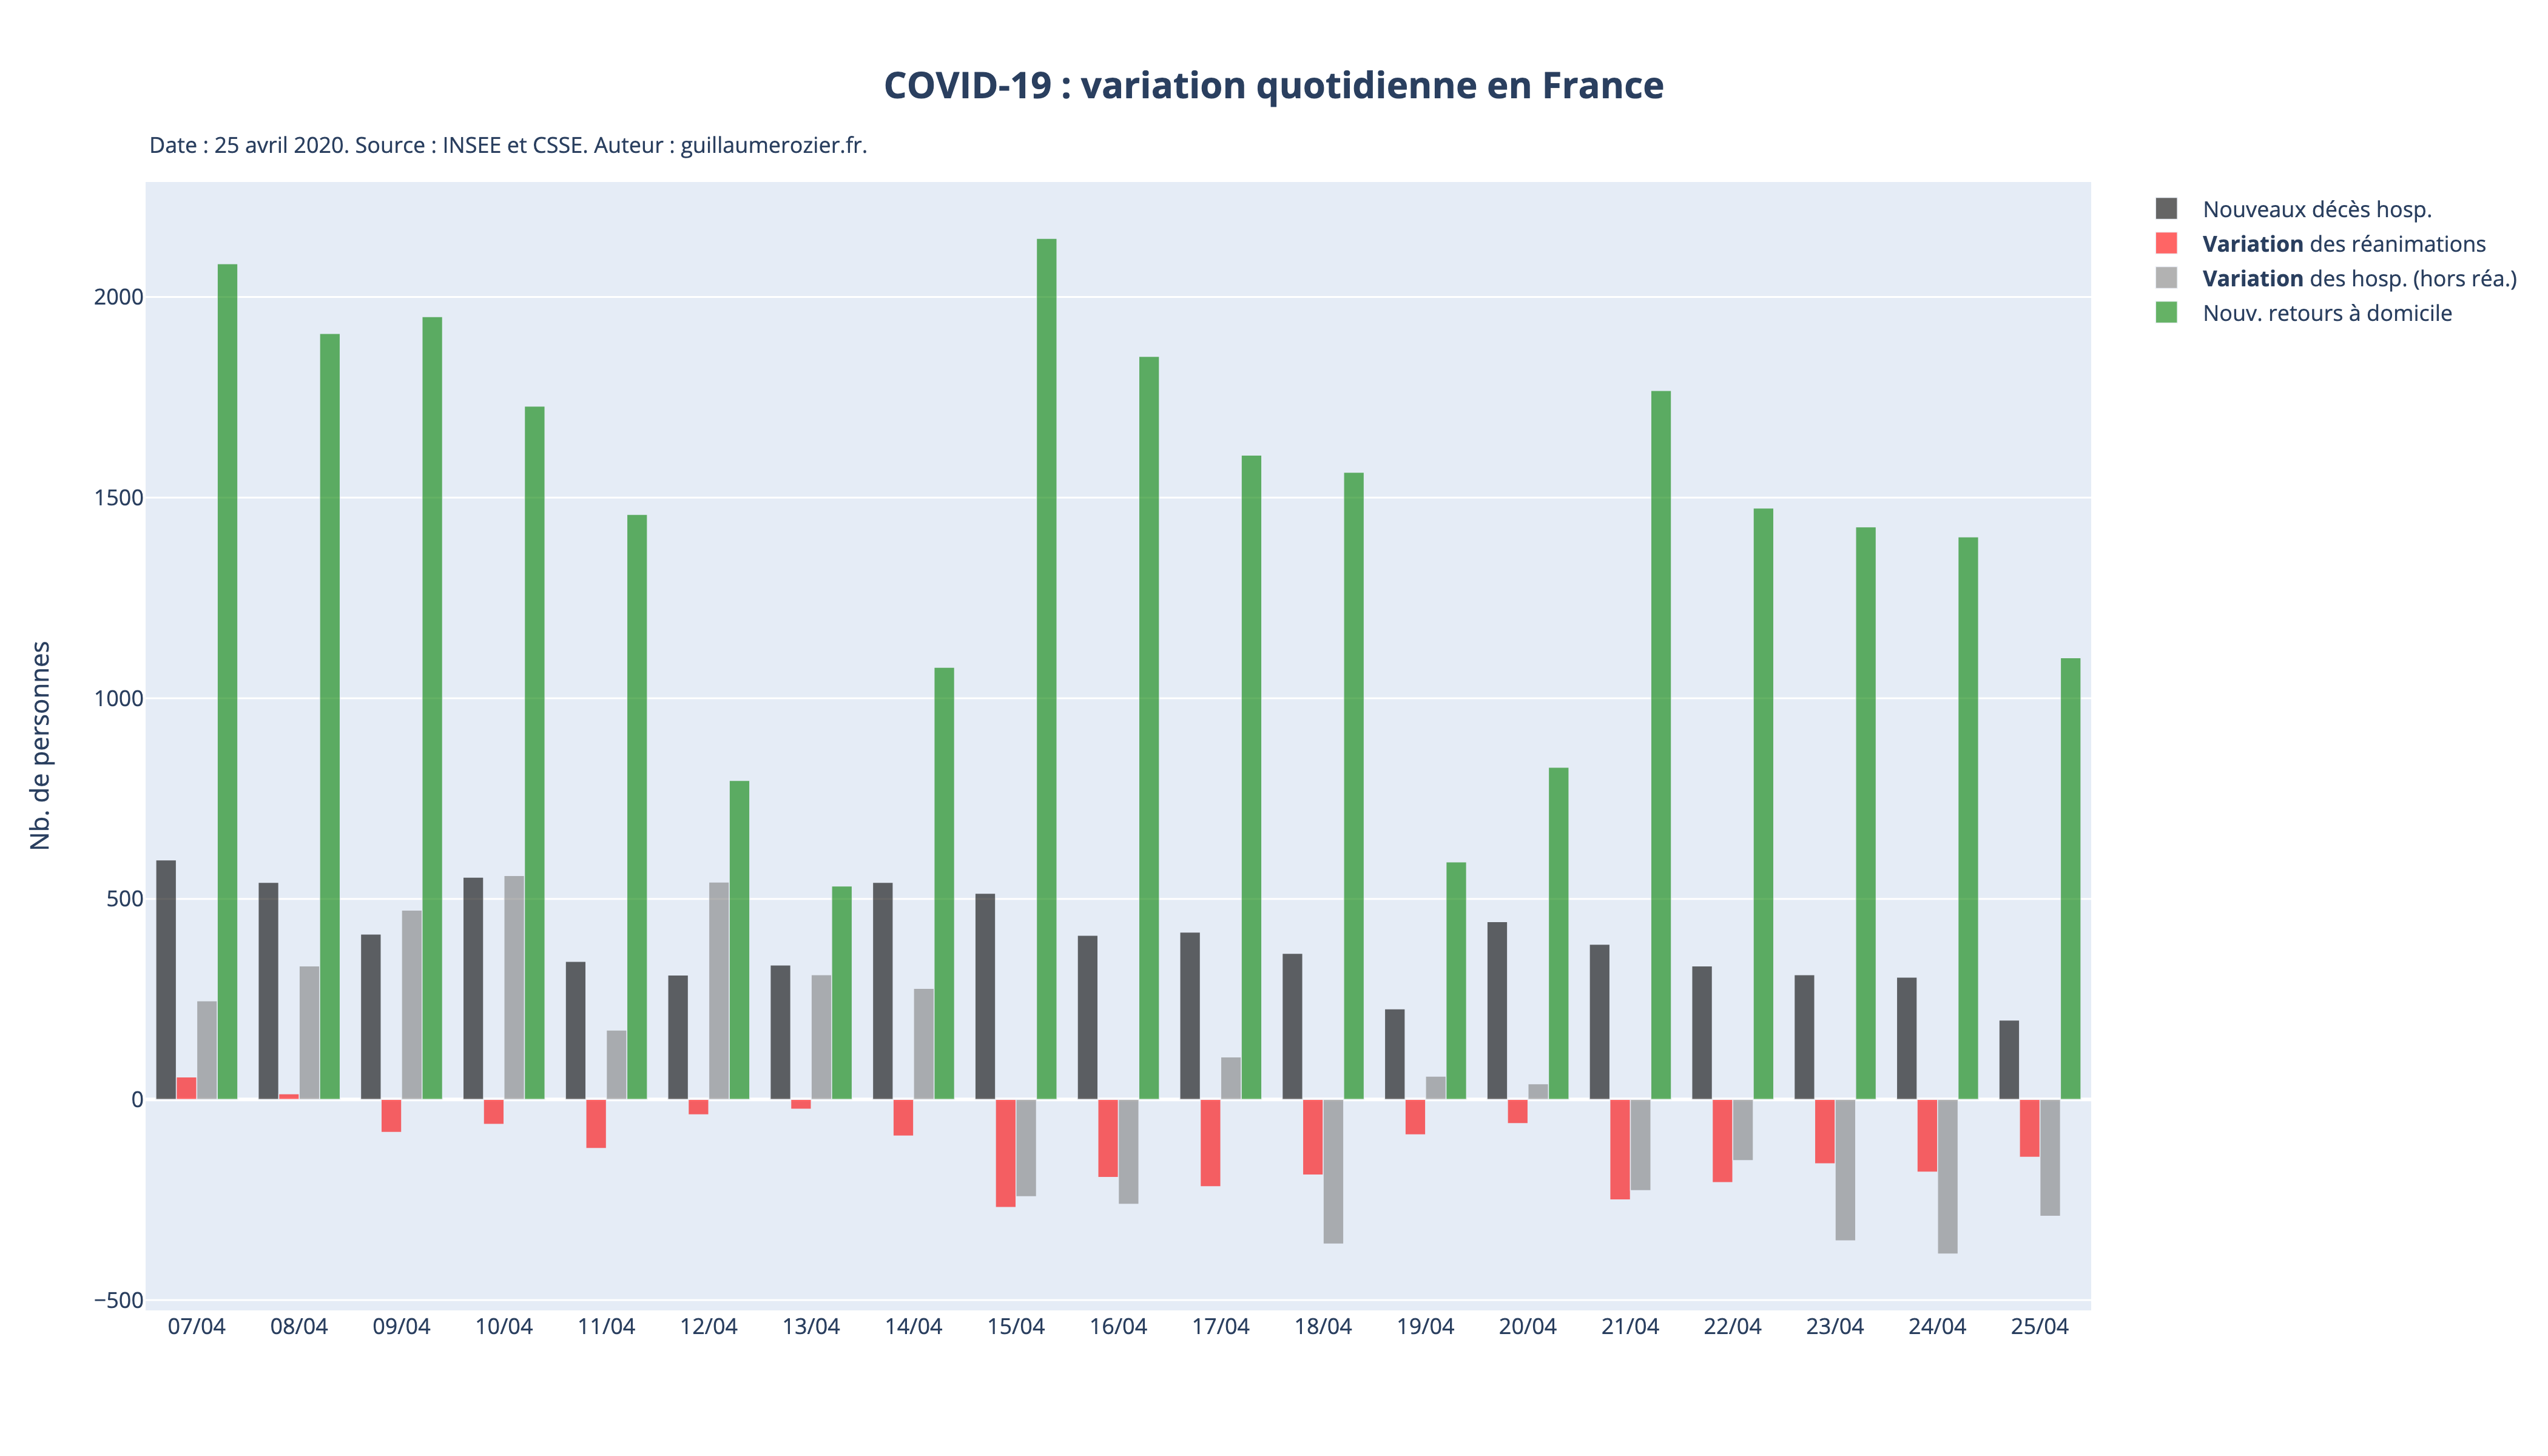 COVID-19 : variation quotidienne en France
Date : 25 avril 2020. Source : INSEE et CSSE. Auteur : guillaumerozier.fr.
Nouveaux décès hosp.
Variation des réanimations
Variation des hosp. (hors réa.)
Nouv. retours à domicile
Nb. de personnes
2000
1500
1000
500
0
−500
07/04 08/04 09/04 10/04 11/04 12/04 13/04 14/04 15/04 16/04 17/04 18/04 19/04 20/04 21/04 22/04 23/04 24/04 25/04